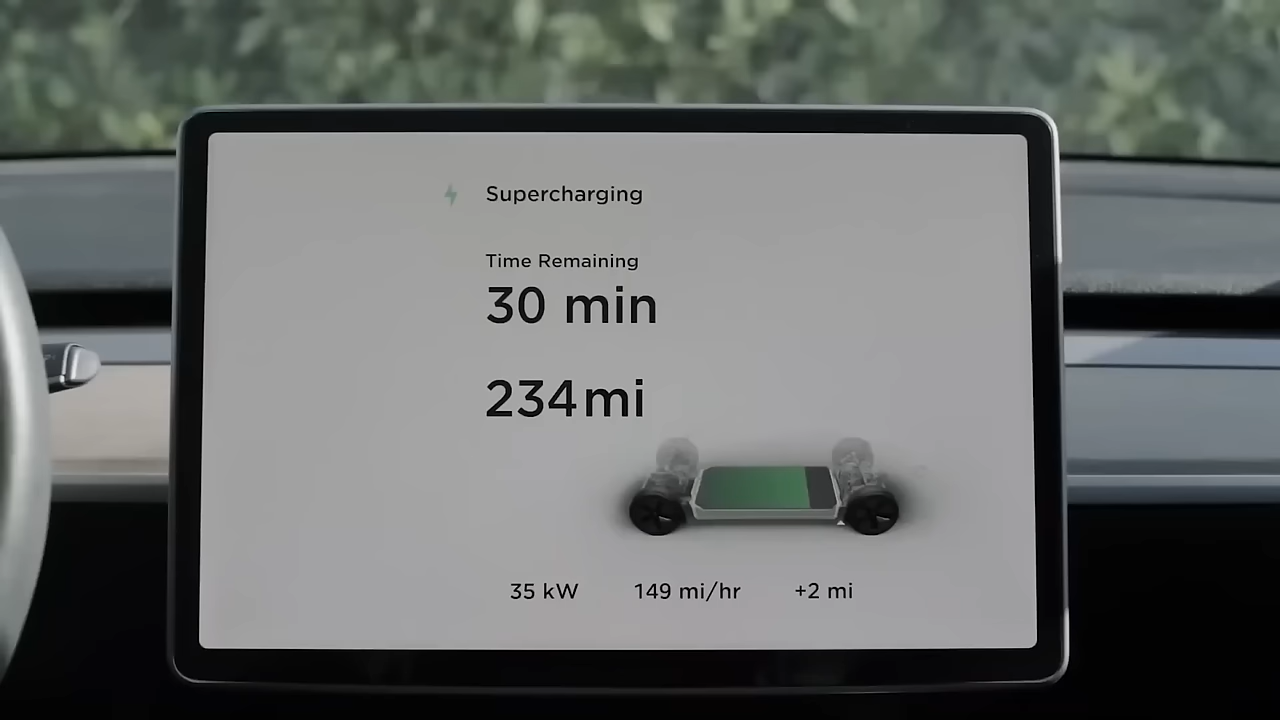 Supercharging
Time Remaining
30 min
234 mi
35 kW 149 mi/hr +2 mi